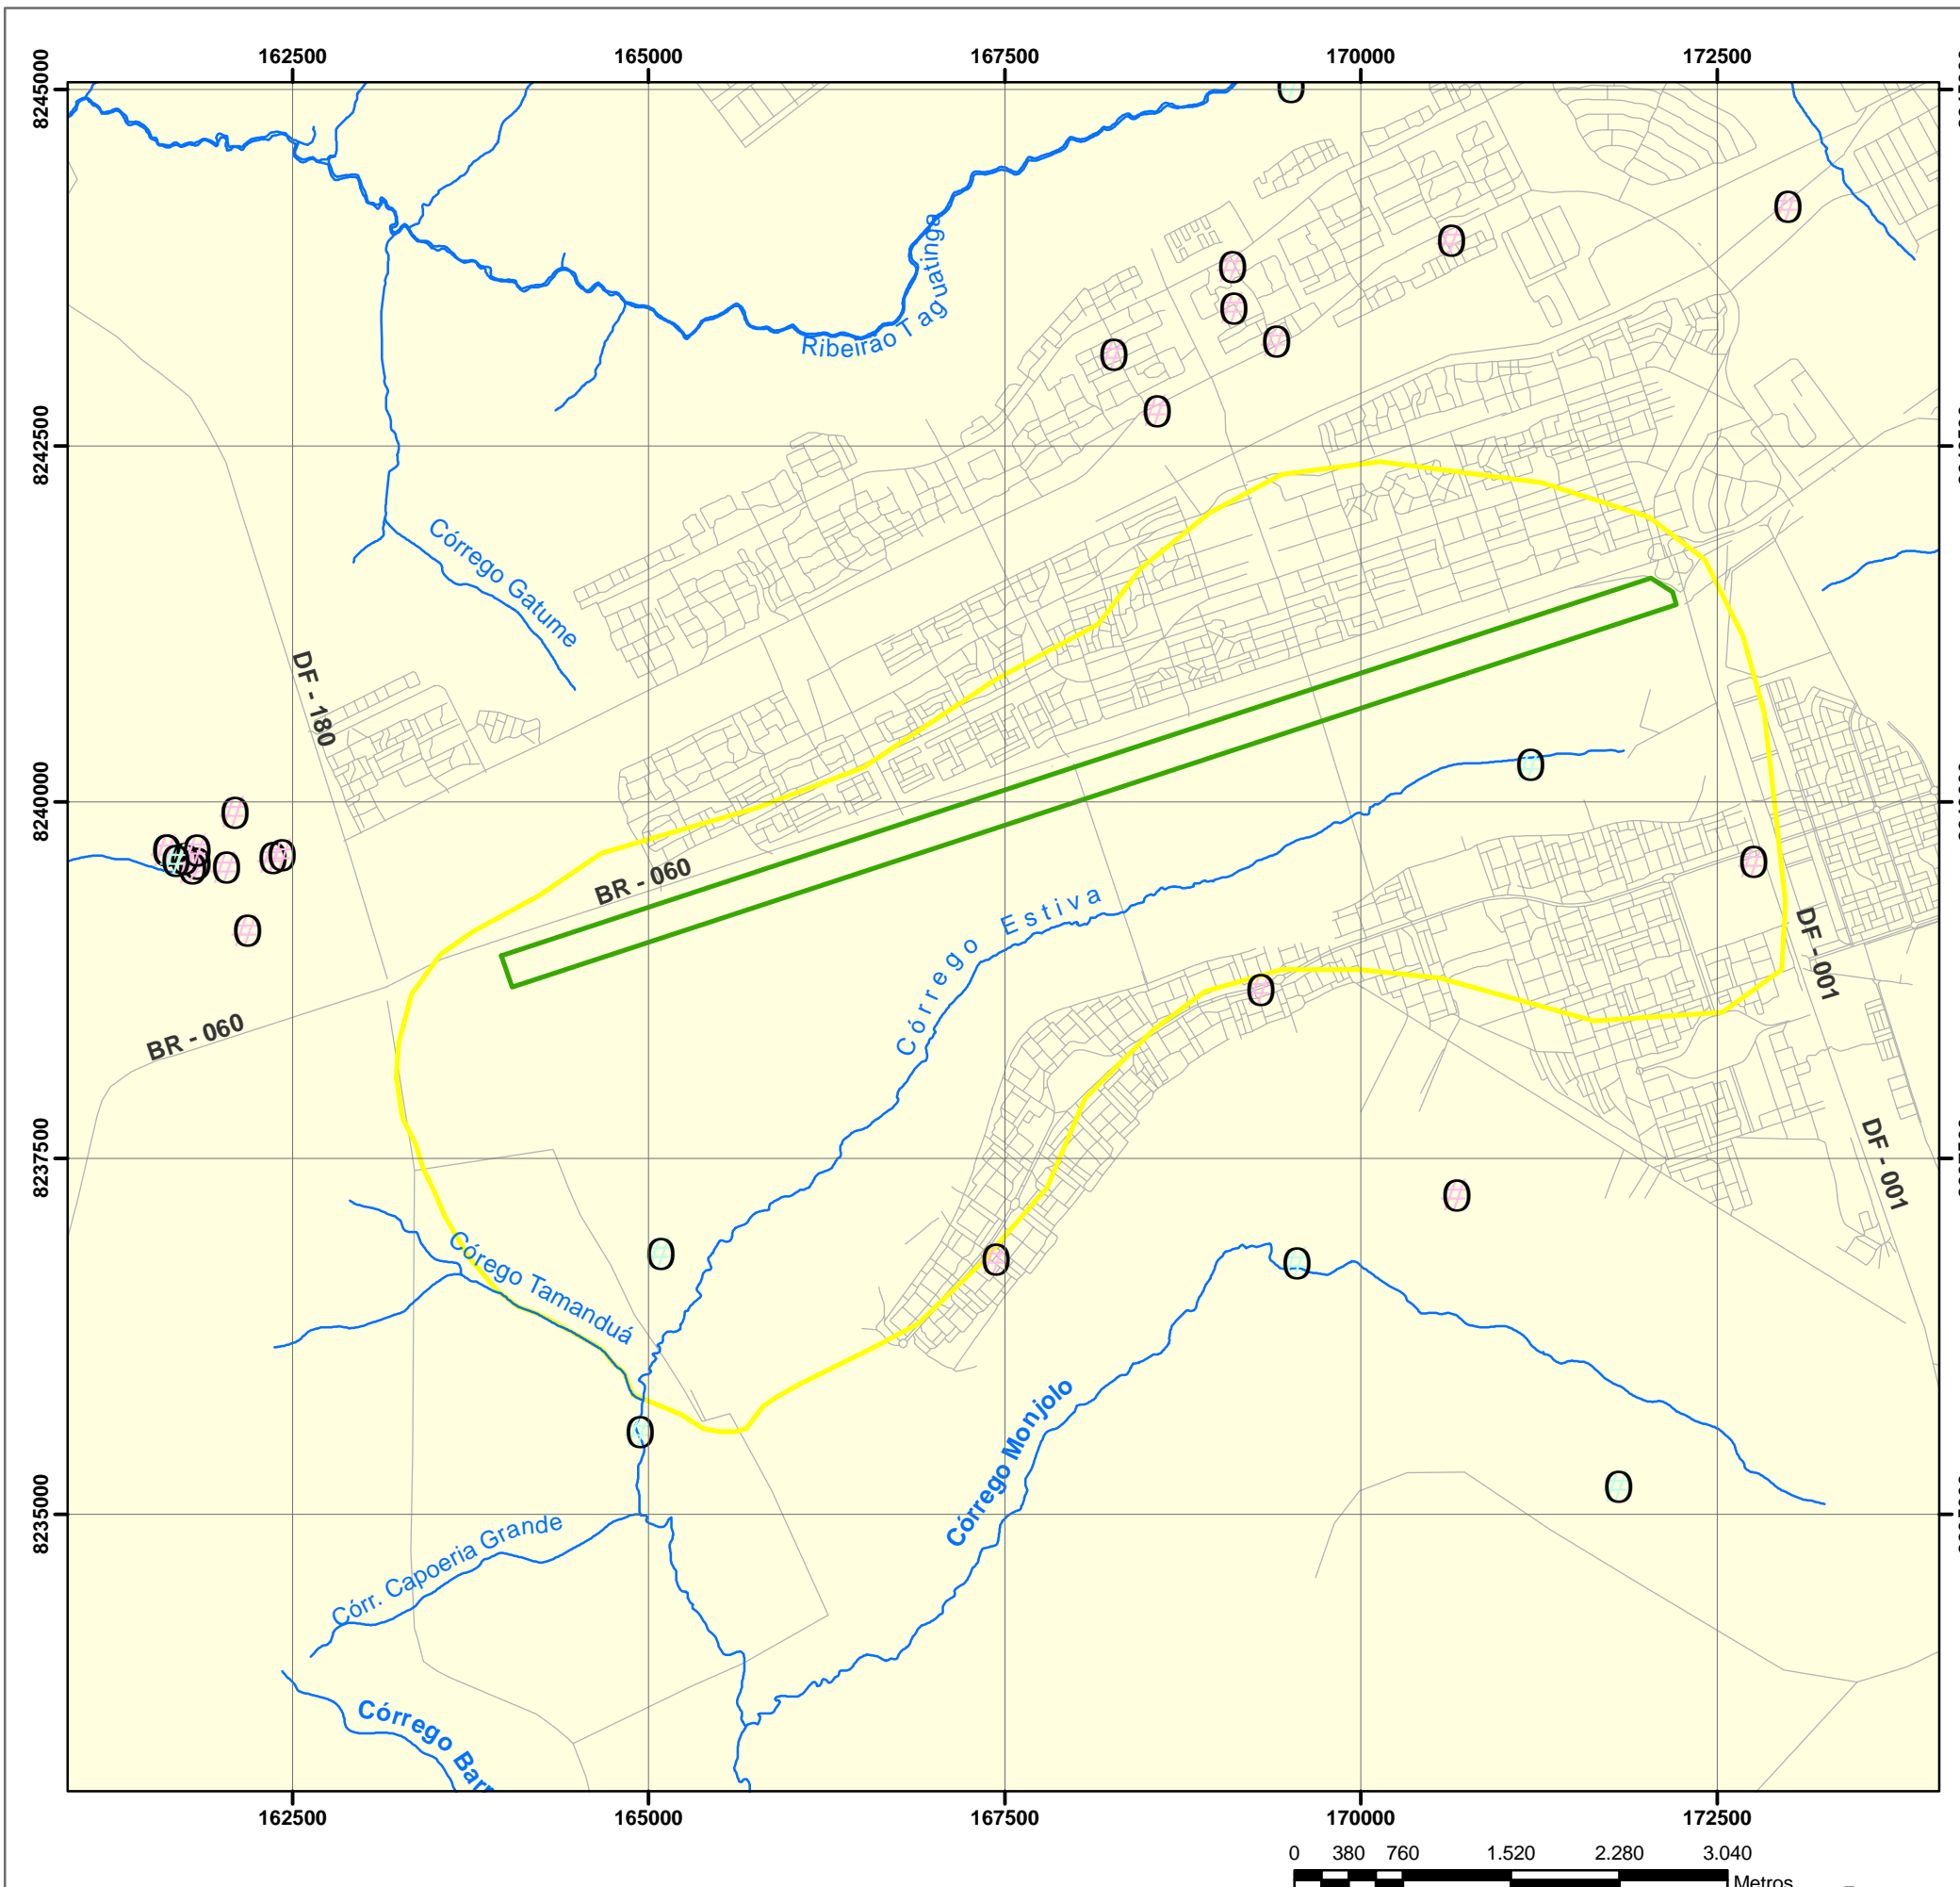 162500 165000 167500 170000 172500
8245000
8242500
8240000
8237500
8235000
Ribeirao Taguatinga
Córrego Gatume
DF - 180
BR - 060
BR - 060
Córrego Estiva
DF - 001
DF - 001
Córego Tamanduá
Córrego Monjolo
Córr. Capoeria Grande
Córrego Barr
162500 165000 167500 170000 172500
0 380 760 1.520 2.280 3.040
Metros